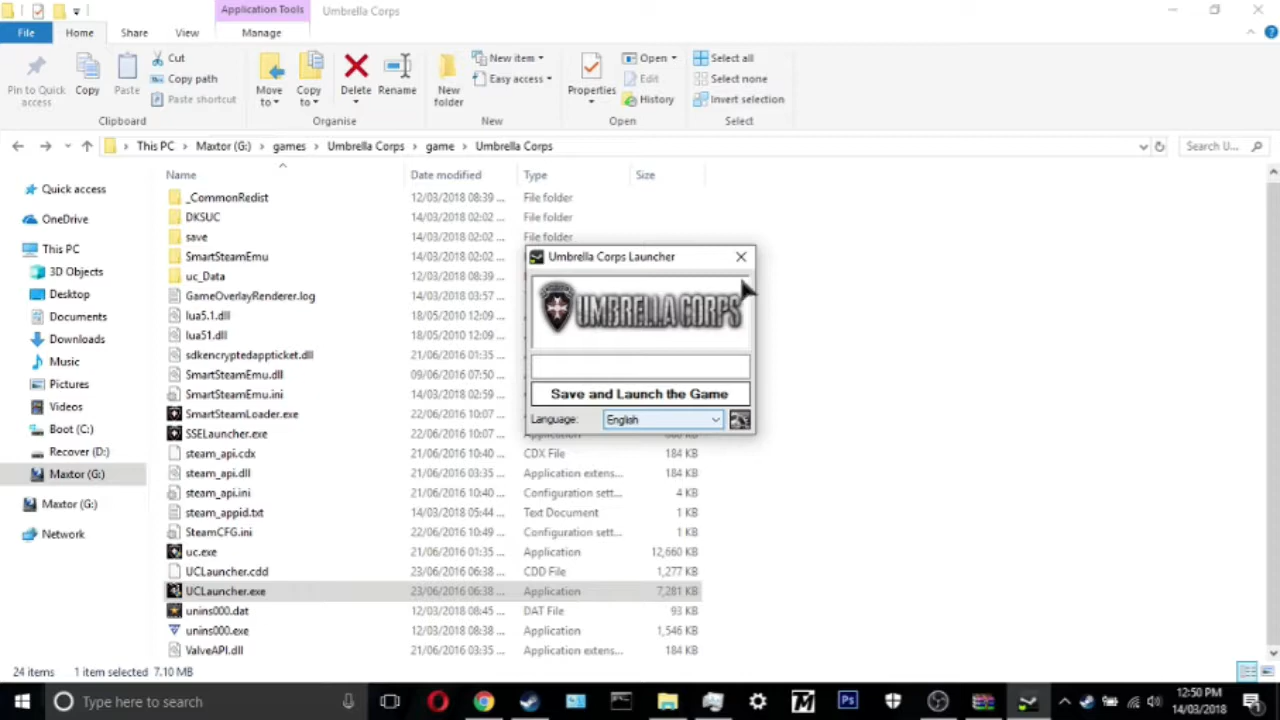 Application Tools
Umbrella Corps
File
Home
Share
View
Manage
Pin to Quick access
Copy
Paste
Cut
Copy path
Paste shortcut
Clipboard
Move to
Copy to
Delete
Rename
Organise
New folder
New item
Easy access
New
Properties
Open
Edit
History
Open
Select all
Select none
Invert selection
Select
This PC
Maxtor (G:)
games
Umbrella Corps
game
Umbrella Corps
Search U...
Name
Date modified
Type
Size
Quick access
OneDrive
This PC
3D Objects
Desktop
Documents
Downloads
Music
Pictures
Videos
Boot (C:)
Recover (D:)
Maxtor (G:)
Maxtor (G:)
Network
_CommonRedist 12/03/2018 08:39 ... File folder
DKSUC 14/03/2018 02:02 ... File folder
save 14/03/2018 02:02 ... File folder
SmartSteamEmu 14/03/2018 02:02 ...
uc_Data 12/03/2018 08:39 ...
GameOverlayRenderer.log 14/03/2018 03:57 ...
lua5.1.dll 18/05/2010 12:09 ...
lua51.dll 18/05/2010 12:09 ...
sdkencryptedappticket.dll 21/06/2016 01:35 ...
SmartSteamEmu.dll 09/06/2016 07:50 ...
SmartSteamEmu.ini 14/03/2018 02:59 ...
SmartSteamLoader.exe 22/06/2016 10:07 ...
SSELauncher.exe 22/06/2016 10:07 ... Application KB
steam_api.cdx 21/06/2016 10:40 ... CDX File 184 KB
steam_api.dll 21/06/2016 03:35 ... Application extens... 184 KB
steam_api.ini 21/06/2016 10:40 ... Configuration sett... 4 KB
steam_appid.txt 14/03/2018 05:44 ... Text Document 1 KB
SteamCFG.ini 22/06/2016 10:49 ... Configuration sett... 1 KB
uc.exe 21/06/2016 01:35 ... Application 12,660 KB
UCLauncher.cdd 23/06/2016 06:38 ... CDD File 1,277 KB
UCLauncher.exe 23/06/2016 06:38 ... Application 7,281 KB
unins000.dat 12/03/2018 08:45 ... DAT File 93 KB
unins000.exe 12/03/2018 08:38 ... Application 1,546 KB
ValveAPI.dll 21/06/2016 03:35 ... Application extens... 184 KB
Umbrella Corps Launcher
UMBRELLA CORPS
Save and Launch the Game
Language: English
24 items 1 item selected 7.10 MB
Type here to search
Ps
12:50 PM
14/03/2018